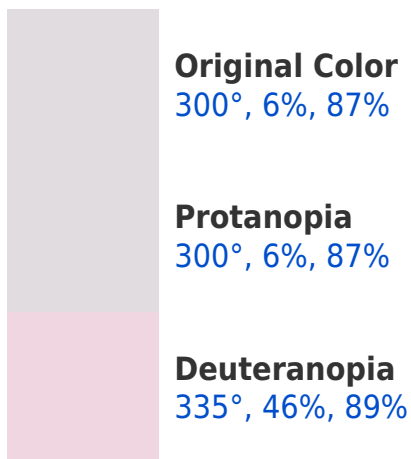 Original Color
300°, 6%, 87%
Protanopia
300°, 6%, 87%
Deuteranopia
335°, 46%, 89%